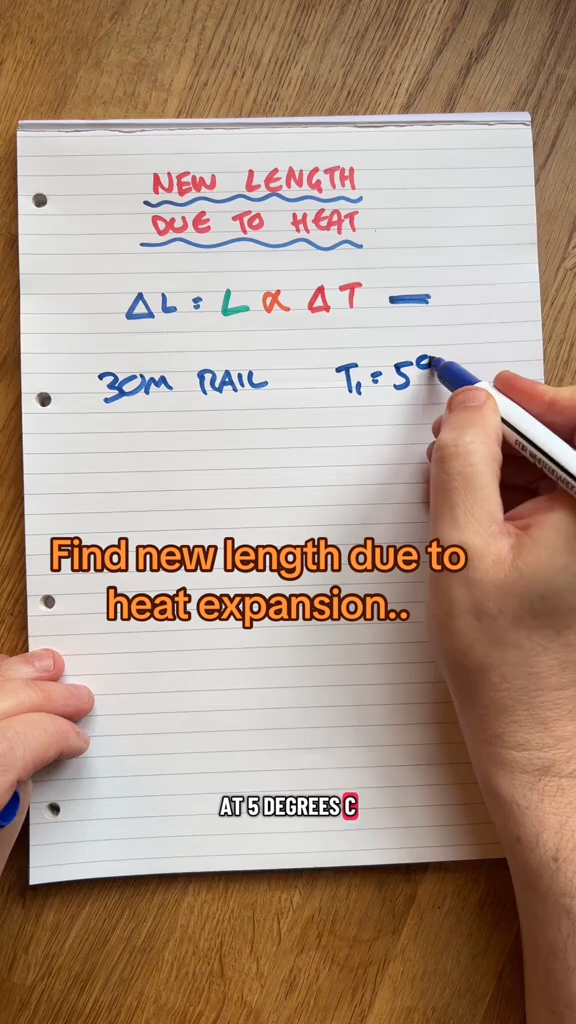 NEW LENGTH
DUE TO HEAT
ΔL = L α ΔT
30M RAIL T₁ = 5°
Find new length due to
heat expansion..
AT 5 DEGREES C